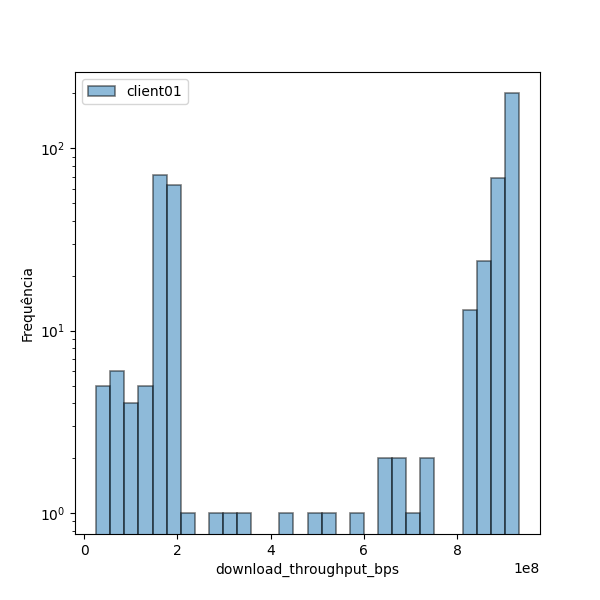 client01
Frequência
10²
10¹
10⁰
0 2 4 6 8
1e8
download_throughput_bps